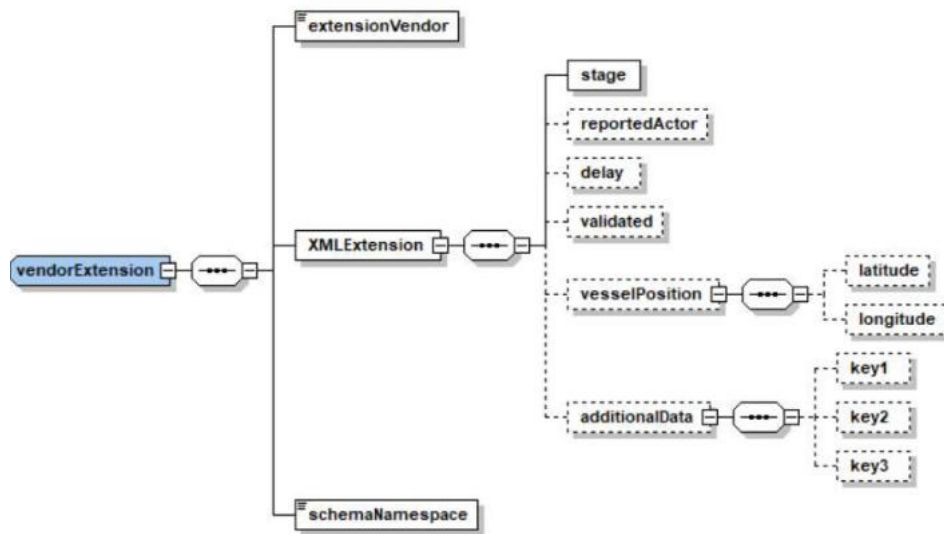 extensionVendor
stage
reportedActor
delay
validated
XMLExtension
vendorExtension
vesselPosition
latitude
longitude
additionalData
key1
key2
key3
schemaNamespace